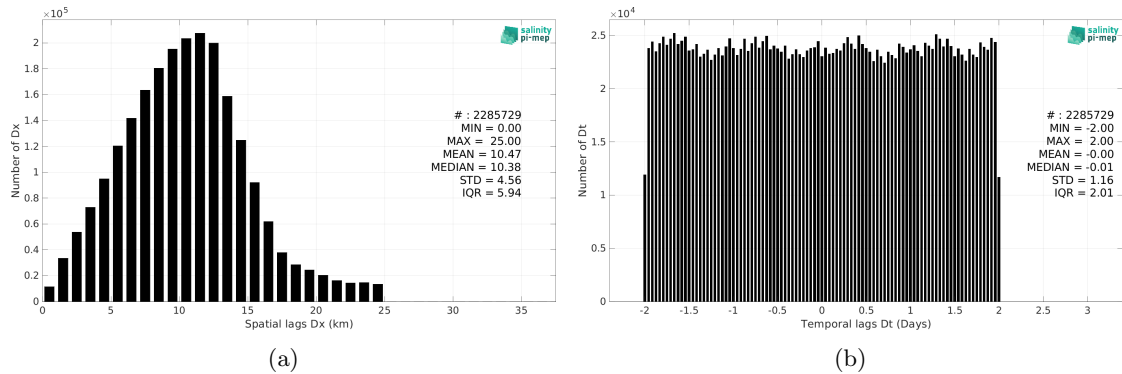 ×10⁵
2
1.8
1.6
1.4
1.2
1
0.8
0.6
0.4
0.2
0
Number of Dx
0 5 10 15 20 25 30 35
Spatial lags Dx (km)
salinity
pi-mep
# : 2285729
MIN = 0.00
MAX = 25.00
MEAN = 10.47
MEDIAN = 10.38
STD = 4.56
IQR = 5.94
(a)
×10⁴
2.5
2
1.5
1
0.5
0
Number of Dt
-2 -1.5 -1 -0.5 0 0.5 1 1.5 2 2.5 3
Temporal lags Dt (Days)
salinity
pi-mep
# : 2285729
MIN = -2.00
MAX = 2.00
MEAN = -0.00
MEDIAN = -0.01
STD = 1.16
IQR = 2.01
(b)